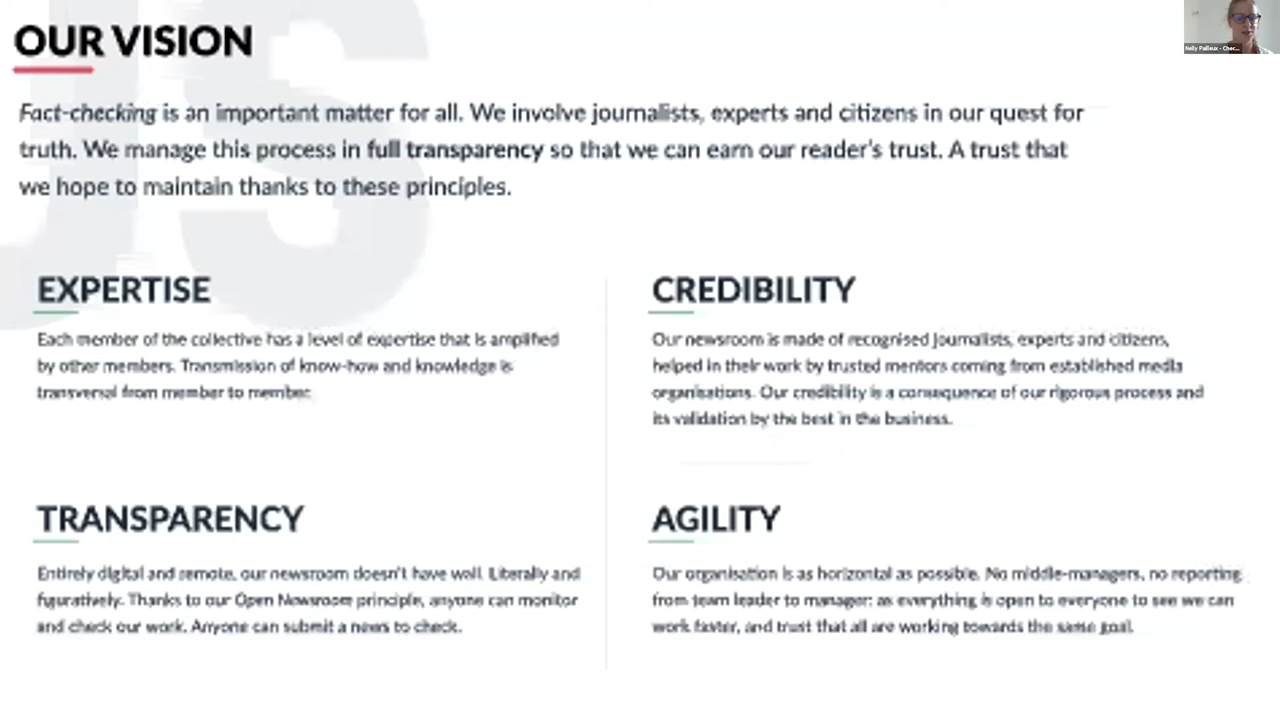 OUR VISION
Fact-checking is an important matter for all. We involve journalists, experts and citizens in our quest for
truth. We manage this process in full transparency so that we can earn our reader's trust. A trust that
we hope to maintain thanks to these principles.
EXPERTISE
Each member of the collective has a level of expertise that is amplified
by other members. Transmission of know-how and knowledge is
transversal from member to member.
CREDIBILITY
Our newsroom is made of recognised journalists, experts and citizens,
helped in their work by trusted mentors coming from established media
organisations. Our credibility is a consequence of our rigorous process and
its validation by the best in the business.
TRANSPARENCY
Entirely digital and remote, our newsroom doesn't have wall. Literally and
figuratively. Thanks to our Open Newsroom principle, anyone can monitor
and check our work. Anyone can submit a news to check.
AGILITY
Our organisation is as horizontal as possible. No middle-managers, no reporting
from team leader to manager: as everything is open to everyone to see we can
work faster, and trust that all are working towards the same goal.